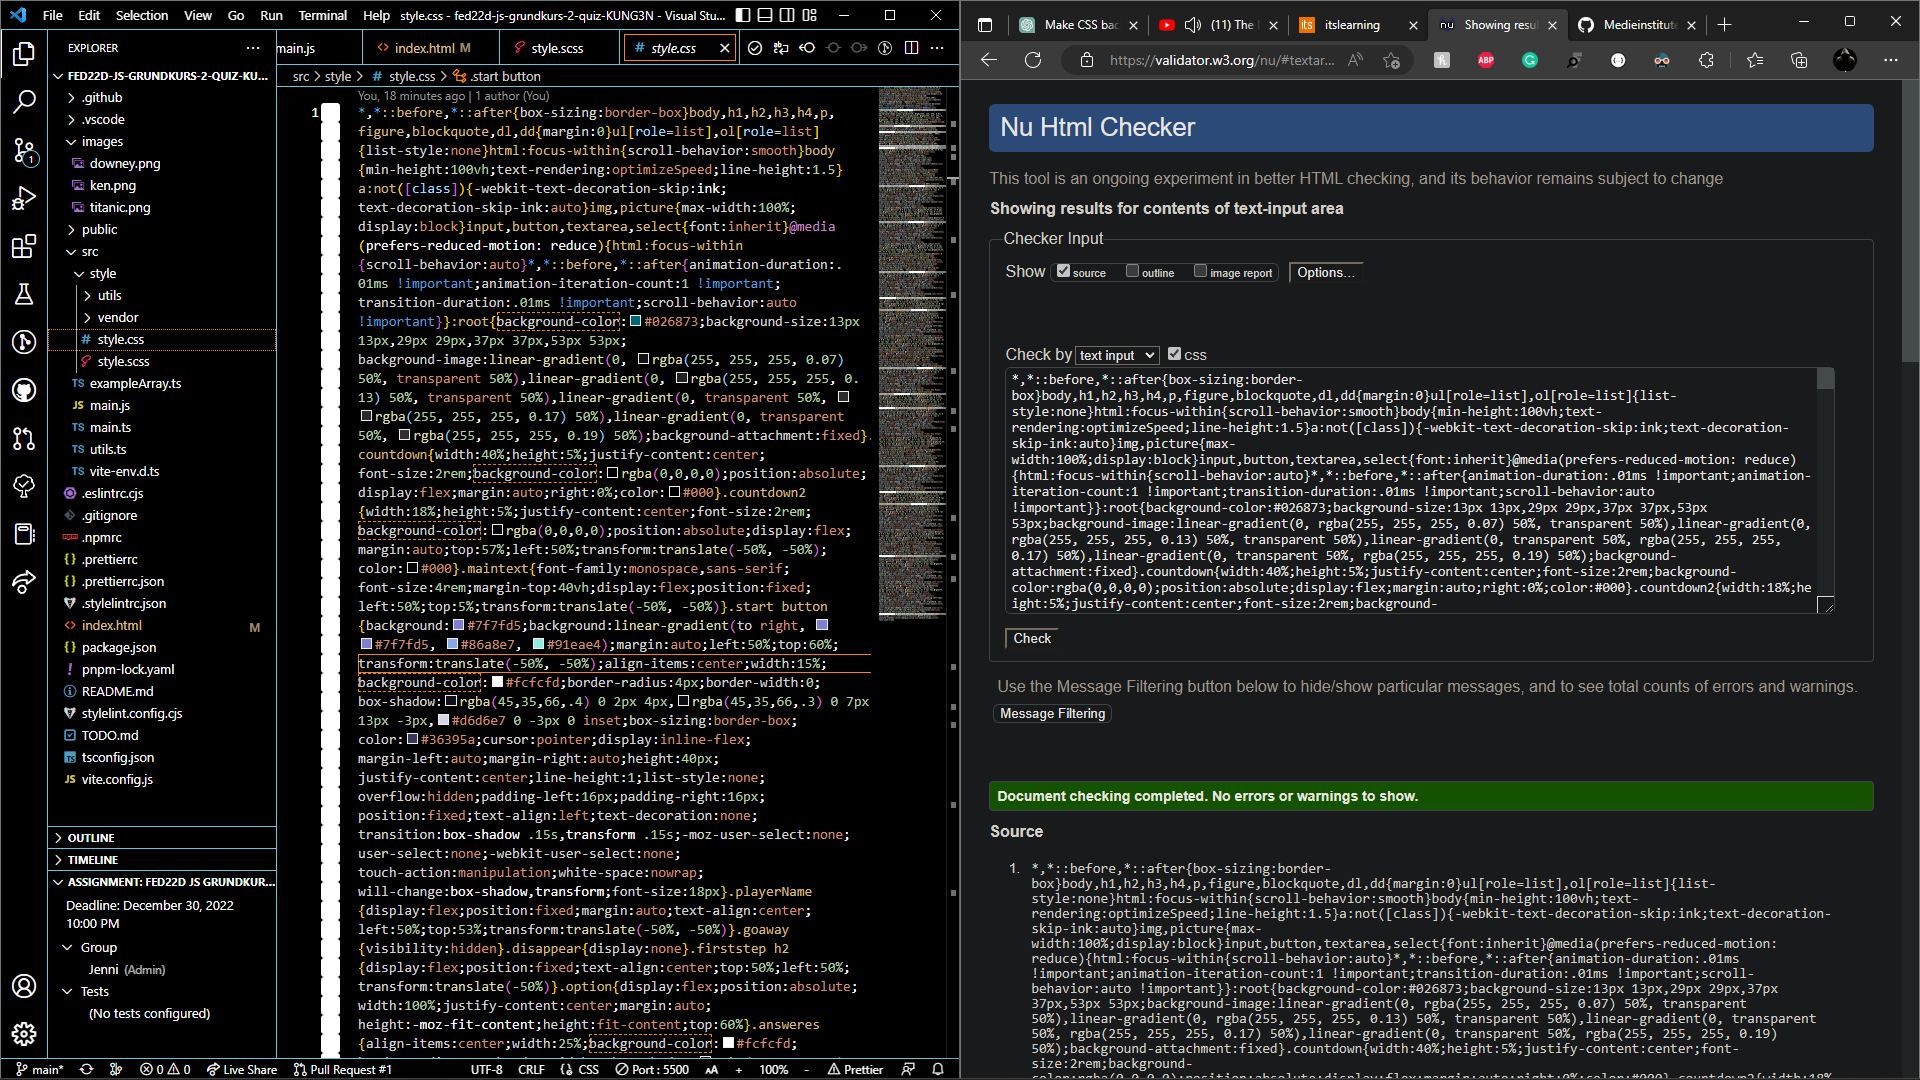 File Edit Selection View Go Run Terminal Help style.css - fed22d-js-grundkurs-2-quiz-KUNG3N - Visual Stu...
EXPLORER
FED22D-JS-GRUNDKURS-2-QUIZ-KU...
.github
.vscode
images
downey.png
ken.png
titanic.png
public
src
style
utils
vendor
# style.css
style.scss
TS exampleArray.ts
JS main.js
TS main.ts
TS utils.ts
TS vite-env.d.ts
.eslintrc.cjs
.gitignore
.npmrc
{} .prettierrc
{} .prettierrc.json
.stylelintrc.json
<> index.html M
{} package.json
! pnpm-lock.yaml
README.md
stylelint.config.cjs
TODO.md
tsconfig.json
JS vite.config.js
OUTLINE
TIMELINE
ASSIGNMENT: FED22D JS GRUNDKUR...
Deadline: December 30, 2022
10:00 PM
Group
Jenni (Admin)
Tests
(No tests configured)
main.js <> index.html M style.scss # style.css
src > style > # style.css > .start button
You, 18 minutes ago | 1 author (You)
1
*,*::before,*::after{box-sizing:border-box}body,h1,h2,h3,h4,p,
figure,blockquote,dl,dd{margin:0}ul[role=list],ol[role=list]
{list-style:none}html:focus-within{scroll-behavior:smooth}body
{min-height:100vh;text-rendering:optimizeSpeed;line-height:1.5}
a:not([class]){-webkit-text-decoration-skip:ink;
text-decoration-skip-ink:auto}img,picture{max-width:100%;
display:block}input,button,textarea,select{font:inherit}@media
(prefers-reduced-motion: reduce){html:focus-within
{scroll-behavior:auto}*,*::before,*::after{animation-duration:.
01ms !important;animation-iteration-count:1 !important;
transition-duration:.01ms !important;scroll-behavior:auto
!important}}:root{background-color:#026873;background-size:13px
13px,29px 29px,37px 37px,53px 53px;
background-image:linear-gradient(0, rgba(255, 255, 255, 0.07)
50%, transparent 50%),linear-gradient(0, rgba(255, 255, 255, 0.
13) 50%, transparent 50%),linear-gradient(0, transparent 50%,
rgba(255, 255, 255, 0.17) 50%),linear-gradient(0, transparent
50%, rgba(255, 255, 255, 0.19) 50%);background-attachment:fixed}.
countdown{width:40%;height:5%;justify-content:center;
font-size:2rem;background-color:rgba(0,0,0,0);position:absolute;
display:flex;margin:auto;right:0%;color:#000}.countdown2
{width:18%;height:5%;justify-content:center;font-size:2rem;
background-color:rgba(0,0,0,0);position:absolute;display:flex;
margin:auto;top:57%;left:50%;transform:translate(-50%, -50%);
color:#000}.maintext{font-family:monospace,sans-serif;
font-size:4rem;margin-top:40vh;display:flex;position:fixed;
left:50%;top:5%;transform:translate(-50%, -50%)}.start button
{background:#7f7fd5;background:linear-gradient(to right,
#7f7fd5, #86a8e7, #91eae4);margin:auto;left:50%;top:60%;
transform:translate(-50%, -50%);align-items:center;width:15%;
background-color:#fcfcfd;border-radius:4px;border-width:0;
box-shadow:rgba(45,35,66,.4) 0 2px 4px,rgba(45,35,66,.3) 0 7px
13px -3px,#d6d6e7 0 -3px 0 inset;box-sizing:border-box;
color:#36395a;cursor:pointer;display:inline-flex;
margin-left:auto;margin-right:auto;height:40px;
justify-content:center;line-height:1;list-style:none;
overflow:hidden;padding-left:16px;padding-right:16px;
position:fixed;text-align:left;text-decoration:none;
transition:box-shadow .15s,transform .15s;-moz-user-select:none;
user-select:none;-webkit-user-select:none;
touch-action:manipulation;white-space:nowrap;
will-change:box-shadow,transform;font-size:18px}.playerName
{display:flex;position:fixed;margin:auto;text-align:center;
left:50%;top:53%;transform:translate(-50%, -50%)}.goaway
{visibility:hidden}.disappear{display:none}.firststep h2
{display:flex;position:fixed;text-align:center;top:50%;left:50%;
transform:translate(-50%)}.option{display:flex;position:absolute;
width:100%;justify-content:center;margin:auto;
height:-moz-fit-content;height:fit-content;top:60%}.answeres
{align-items:center;width:25%;background-color:#fcfcfd;
main* 0 0 Live Share Pull Request #1 UTF-8 CRLF CSS Port : 5500 AA + 100% - Prettier
Make CSS bac (11) The itslearning nu Showing resul Medieinstitute
https://validator.w3.org/nu/#textar...
Nu Html Checker
This tool is an ongoing experiment in better HTML checking, and its behavior remains subject to change
Showing results for contents of text-input area
Checker Input
Show source outline image report Options...
Check by text input css
*,*::before,*::after{box-sizing:border-
box}body,h1,h2,h3,h4,p,figure,blockquote,dl,dd{margin:0}ul[role=list],ol[role=list]{list-
style:none}html:focus-within{scroll-behavior:smooth}body{min-height:100vh;text-
rendering:optimizeSpeed;line-height:1.5}a:not([class]){-webkit-text-decoration-skip:ink;text-decoration-
skip-ink:auto}img,picture{max-
width:100%;display:block}input,button,textarea,select{font:inherit}@media(prefers-reduced-motion: reduce)
{html:focus-within{scroll-behavior:auto}*,*::before,*::after{animation-duration:.01ms !important;animation-
iteration-count:1 !important;transition-duration:.01ms !important;scroll-behavior:auto
!important}}:root{background-color:#026873;background-size:13px 13px,29px 29px,37px 37px,53px
53px;background-image:linear-gradient(0, rgba(255, 255, 255, 0.07) 50%, transparent 50%),linear-gradient(0,
rgba(255, 255, 255, 0.13) 50%, transparent 50%),linear-gradient(0, transparent 50%, rgba(255, 255, 255,
0.17) 50%),linear-gradient(0, transparent 50%, rgba(255, 255, 255, 0.19) 50%);background-
attachment:fixed}.countdown{width:40%;height:5%;justify-content:center;font-size:2rem;background-
color:rgba(0,0,0,0);position:absolute;display:flex;margin:auto;right:0%;color:#000}.countdown2{width:18%;he
ight:5%;justify-content:center;font-size:2rem;background-
Check
Use the Message Filtering button below to hide/show particular messages, and to see total counts of errors and warnings.
Message Filtering
Document checking completed. No errors or warnings to show.
Source
1. *,*::before,*::after{box-sizing:border-
box}body,h1,h2,h3,h4,p,figure,blockquote,dl,dd{margin:0}ul[role=list],ol[role=list]{list-
style:none}html:focus-within{scroll-behavior:smooth}body{min-height:100vh;text-
rendering:optimizeSpeed;line-height:1.5}a:not([class]){-webkit-text-decoration-skip:ink;text-decoration-
skip-ink:auto}img,picture{max-
width:100%;display:block}input,button,textarea,select{font:inherit}@media(prefers-reduced-motion:
reduce){html:focus-within{scroll-behavior:auto}*,*::before,*::after{animation-duration:.01ms
!important;animation-iteration-count:1 !important;transition-duration:.01ms !important;scroll-
behavior:auto !important}}:root{background-color:#026873;background-size:13px 13px,29px 29px,37px
37px,53px 53px;background-image:linear-gradient(0, rgba(255, 255, 255, 0.07) 50%, transparent
50%),linear-gradient(0, rgba(255, 255, 255, 0.13) 50%, transparent 50%),linear-gradient(0, transparent
50%, rgba(255, 255, 255, 0.17) 50%),linear-gradient(0, transparent 50%, rgba(255, 255, 255, 0.19)
50%);background-attachment:fixed}.countdown{width:40%;height:5%;justify-content:center;font-
size:2rem;background-
color:rgba(0,0,0,0);position:absolute;display:flex;margin:auto;right:0%;color:#000}.countdown2{width:18%